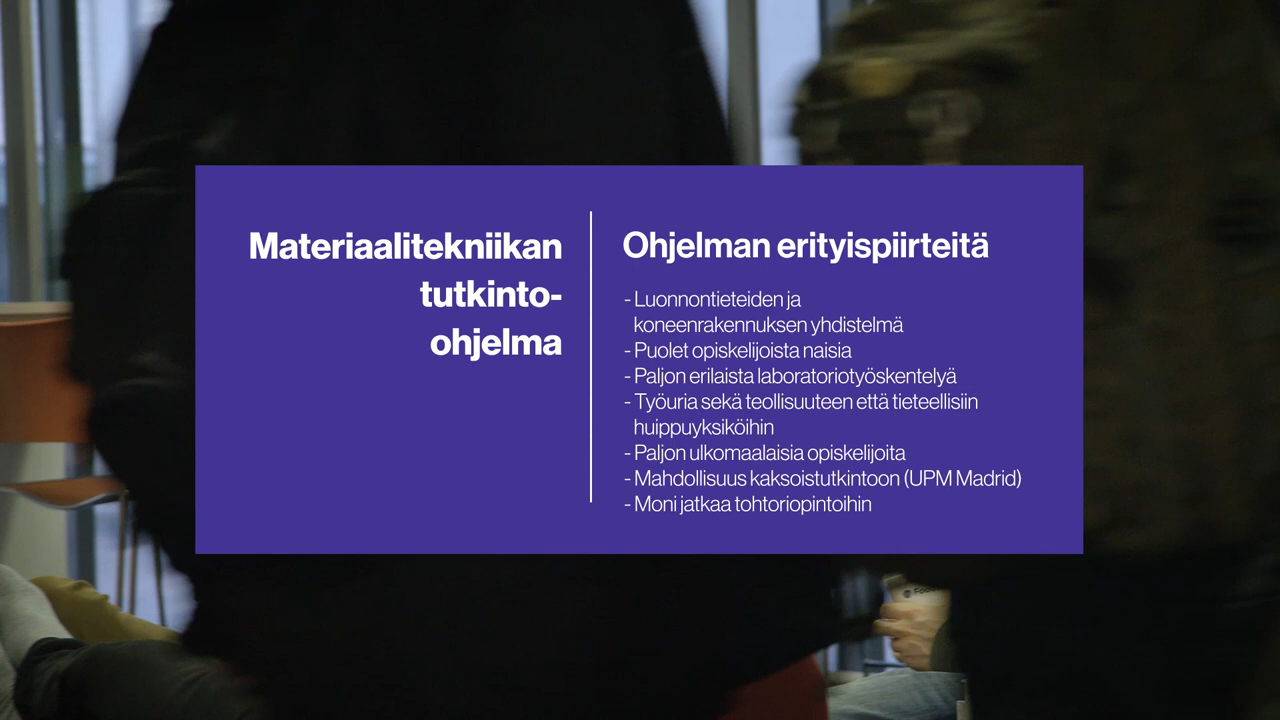 Materiaalitekniikan
tutkinto-
ohjelma
Ohjelman erityispiirteitä
- Luonnontieteiden ja
koneenrakennuksen yhdistelmä
- Puolet opiskelijoista naisia
- Paljon erilaista laboratoriotyöskentelyä
- Työuria sekä teollisuuteen että tieteellisiin
huippuyksiköihin
- Paljon ulkomaalaisia opiskelijoita
- Mahdollisuus kaksoistutkintoon (UPM Madrid)
- Moni jatkaa tohtoriopintoihin